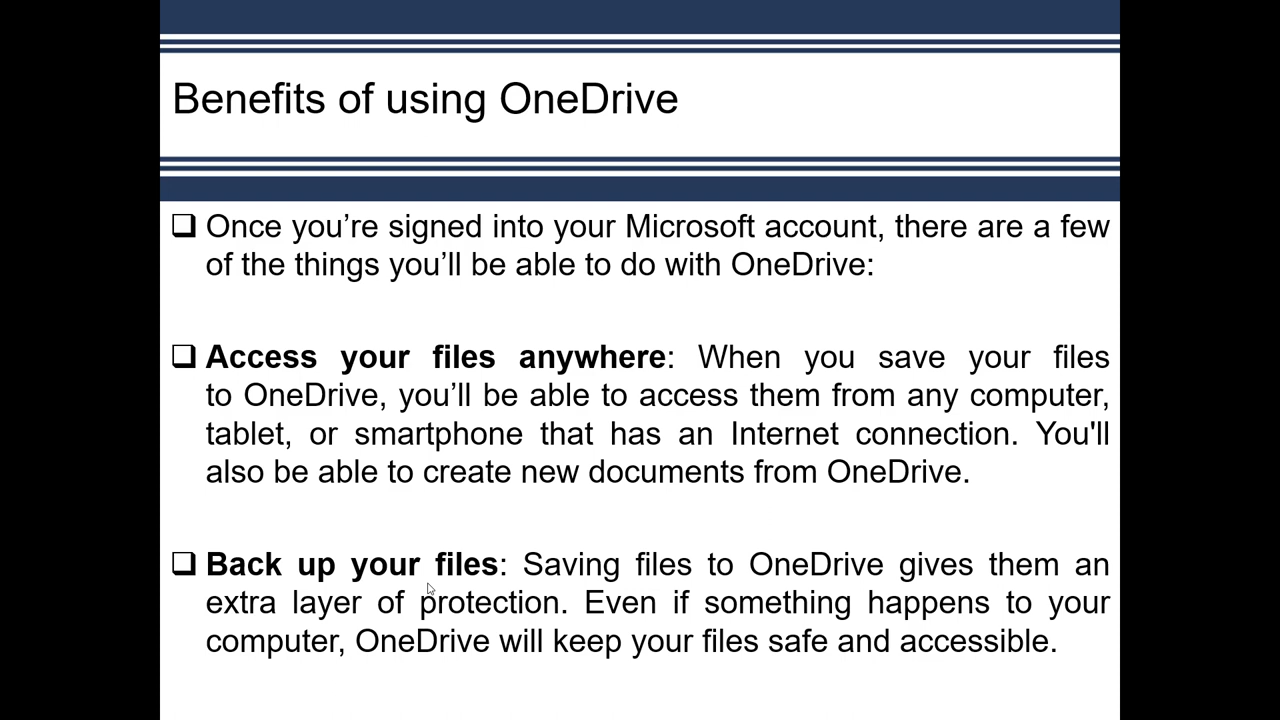 Benefits of using OneDrive
❑ Once you’re signed into your Microsoft account, there are a few
of the things you’ll be able to do with OneDrive:
❑ Access your files anywhere: When you save your files
to OneDrive, you’ll be able to access them from any computer,
tablet, or smartphone that has an Internet connection. You'll
also be able to create new documents from OneDrive.
❑ Back up your files: Saving files to OneDrive gives them an
extra layer of protection. Even if something happens to your
computer, OneDrive will keep your files safe and accessible.